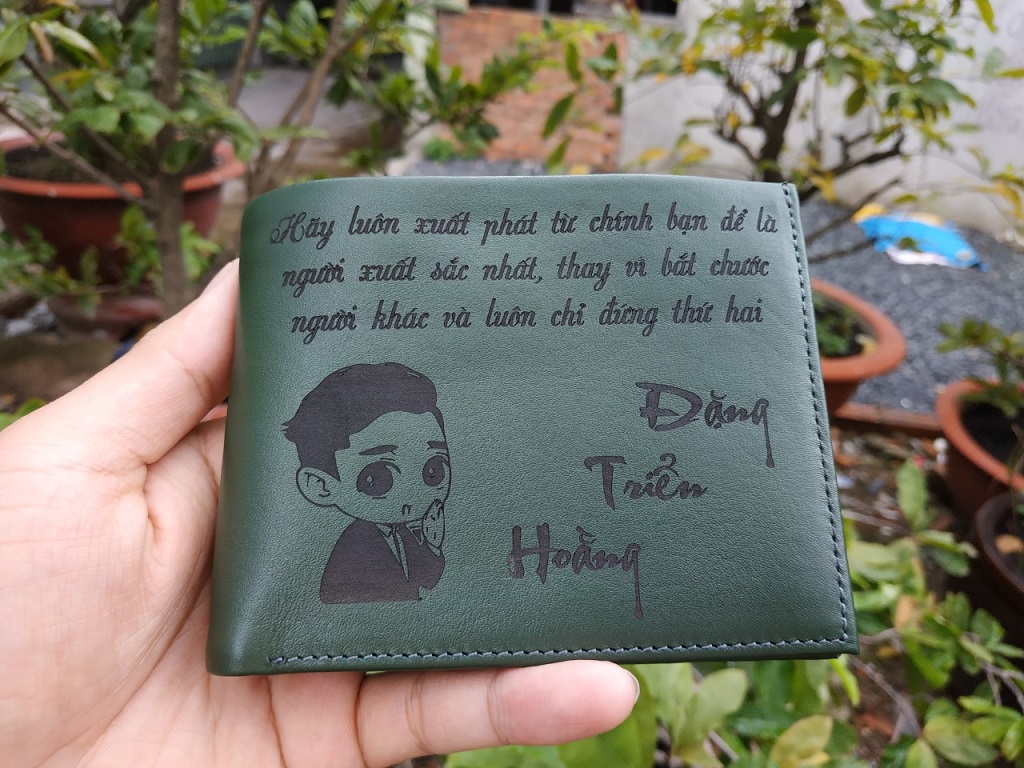 Hãy luôn xuất phát từ chính bạn để là
người xuất sắc nhất, thay vì bắt chước
người khác và luôn chỉ đứng thứ hai
Đặng
Triển
Hoằng